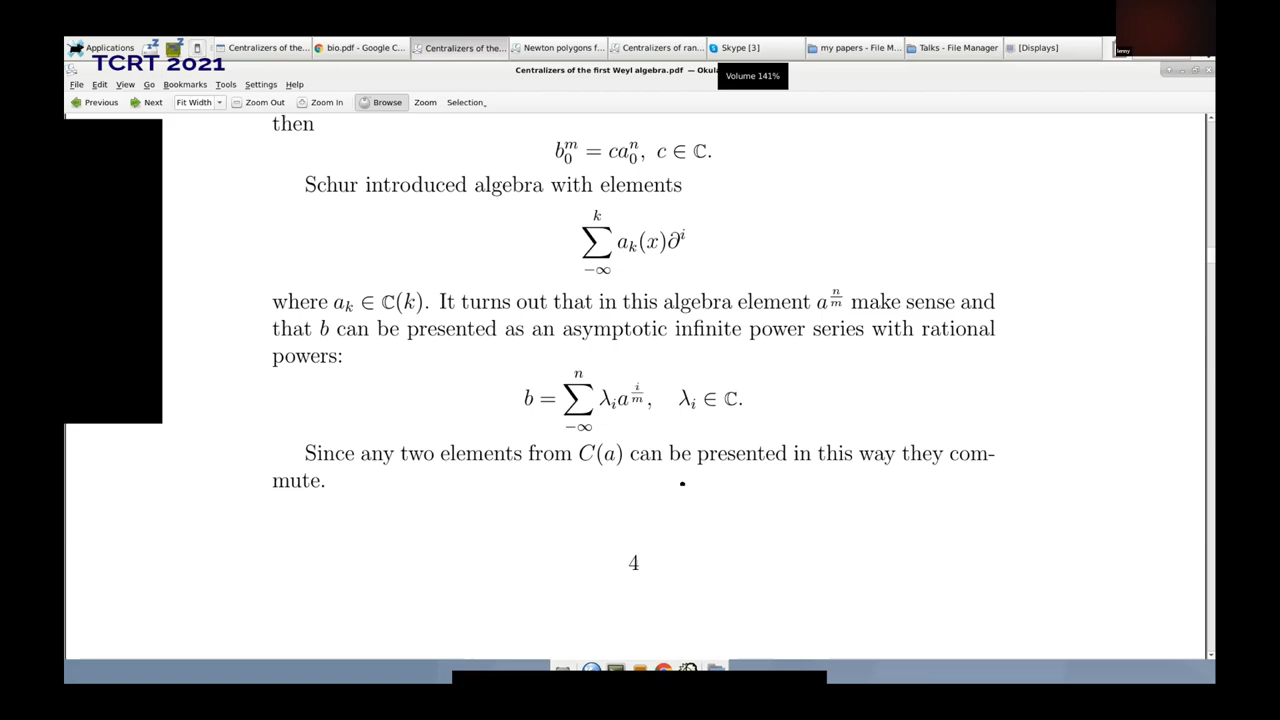 Applications
Centralizers of the...
bio.pdf - Google C...
Centralizers of the...
Newton polygons f...
Centralizers of ran...
Skype [3]
my papers - File M...
Talks - File Manager
[Displays]
lenny
TCRT 2021
Centralizers of the first Weyl algebra.pdf — Okula
Volume 141%
File Edit View Go Bookmarks Tools Settings Help
Previous Next Fit Width Zoom Out Zoom In Browse Zoom Selection
then
b_0^m = ca_0^n, c ∈ ℂ.
Schur introduced algebra with elements
∑_{-∞}^{k} a_k(x)∂^i
where a_k ∈ ℂ(k). It turns out that in this algebra element a^{n/m} make sense and
that b can be presented as an asymptotic infinite power series with rational
powers:
b = ∑_{-∞}^{n} λ_i a^{i/m}, λ_i ∈ ℂ.
Since any two elements from C(a) can be presented in this way they com-
mute.
4